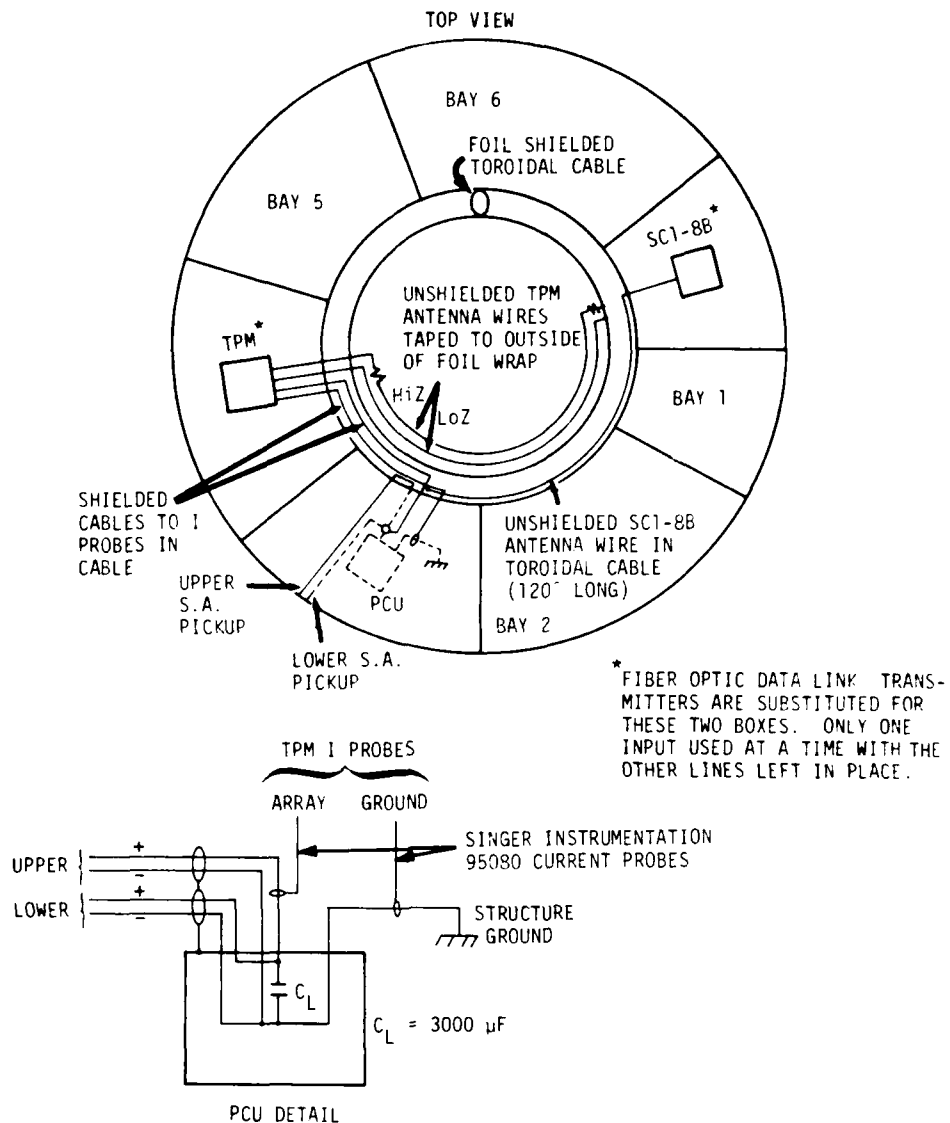 TOP VIEW
BAY 6
FOIL SHIELDED
TOROIDAL CABLE
BAY 5
SC1-8B*
UNSHIELDED TPM
ANTENNA WIRES
TAPED TO OUTSIDE
OF FOIL WRAP
TPM*
HiZ
LoZ
BAY 1
SHIELDED
CABLES TO I
PROBES IN
CABLE
UNSHIELDED SC1-8B
ANTENNA WIRE IN
TOROIDAL CABLE
(120° LONG)
UPPER
S.A.
PICKUP
PCU
BAY 2
LOWER S.A.
PICKUP
*FIBER OPTIC DATA LINK TRANS-
MITTERS ARE SUBSTITUTED FOR
THESE TWO BOXES. ONLY ONE
INPUT USED AT A TIME WITH THE
OTHER LINES LEFT IN PLACE.
TPM I PROBES
ARRAY GROUND
SINGER INSTRUMENTATION
95080 CURRENT PROBES
UPPER + -
LOWER + -
STRUCTURE
GROUND
CL
CL = 3000 µF
PCU DETAIL